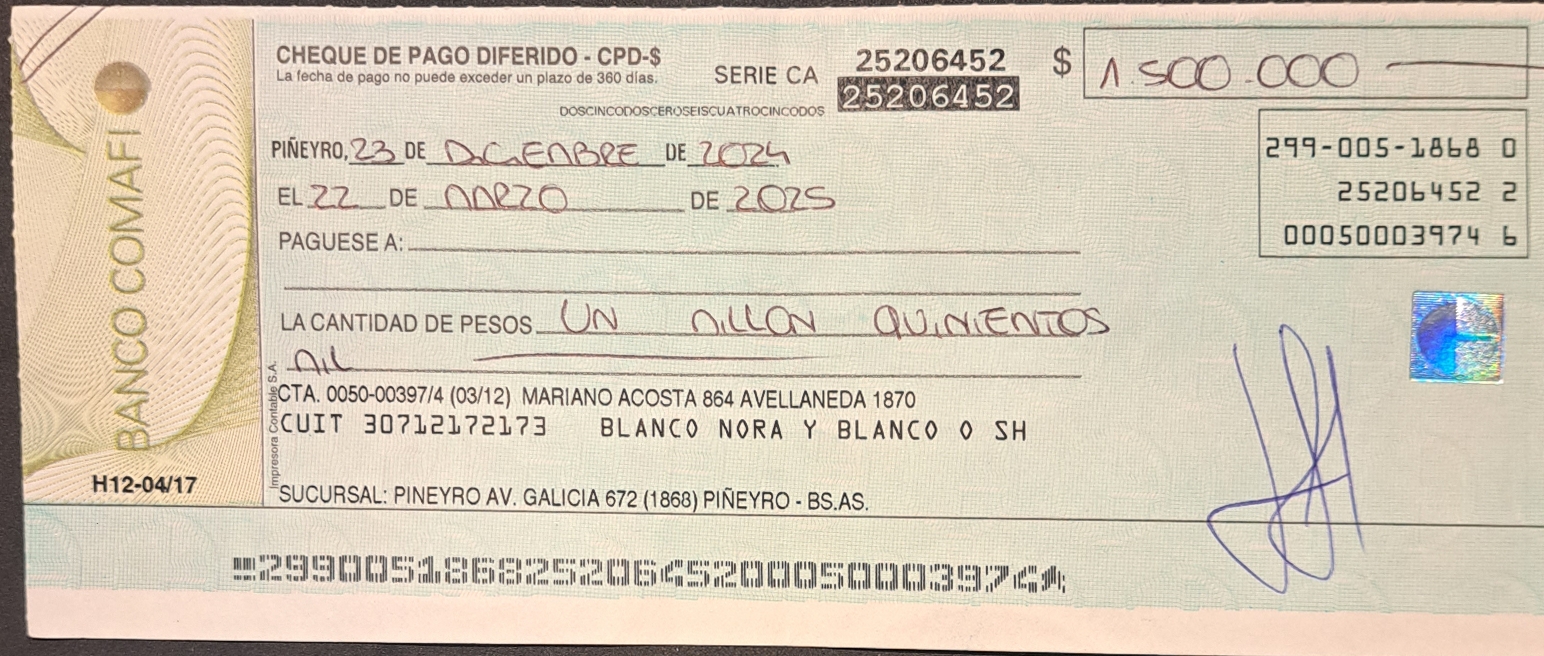 BANCO COMAFI
H12-04/17
CHEQUE DE PAGO DIFERIDO - CPD-$
La fecha de pago no puede exceder un plazo de 360 días.
SERIE CA
25206452
25206452
DOSCINCODOSCEROSEISCUATROCINCODOS
$ 1.500.000
299-005-1868 0
25206452 2
00050003974 6
PIÑEYRO, 23 DE DICIEMBRE DE 2024
EL 22 DE MARZO DE 2025
PAGUESE A:
LA CANTIDAD DE PESOS UN MILLON QUINIENTOS
MIL
Impresora Contable S.A.
CTA. 0050-00397/4 (03/12) MARIANO ACOSTA 864 AVELLANEDA 1870
CUIT 30712172173 BLANCO NORA Y BLANCO O SH
SUCURSAL: PINEYRO AV. GALICIA 672 (1868) PIÑEYRO - BS.AS.
29900518682520645200050003974